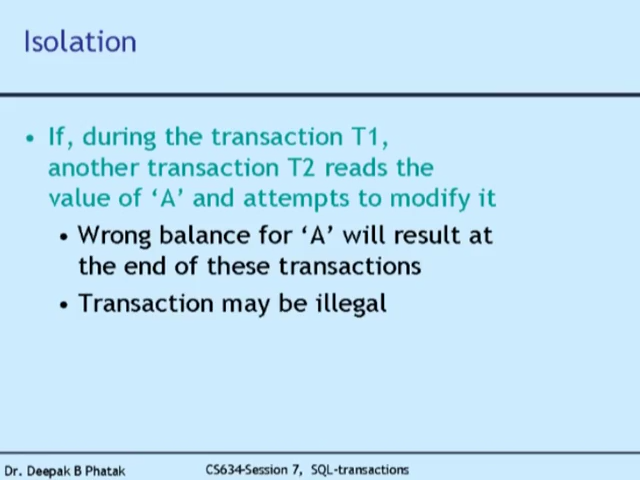 Isolation
• If, during the transaction T1,
another transaction T2 reads the
value of ‘A’ and attempts to modify it
• Wrong balance for ‘A’ will result at
the end of these transactions
• Transaction may be illegal
Dr. Deepak B Phatak
CS634-Session 7, SQL-transactions